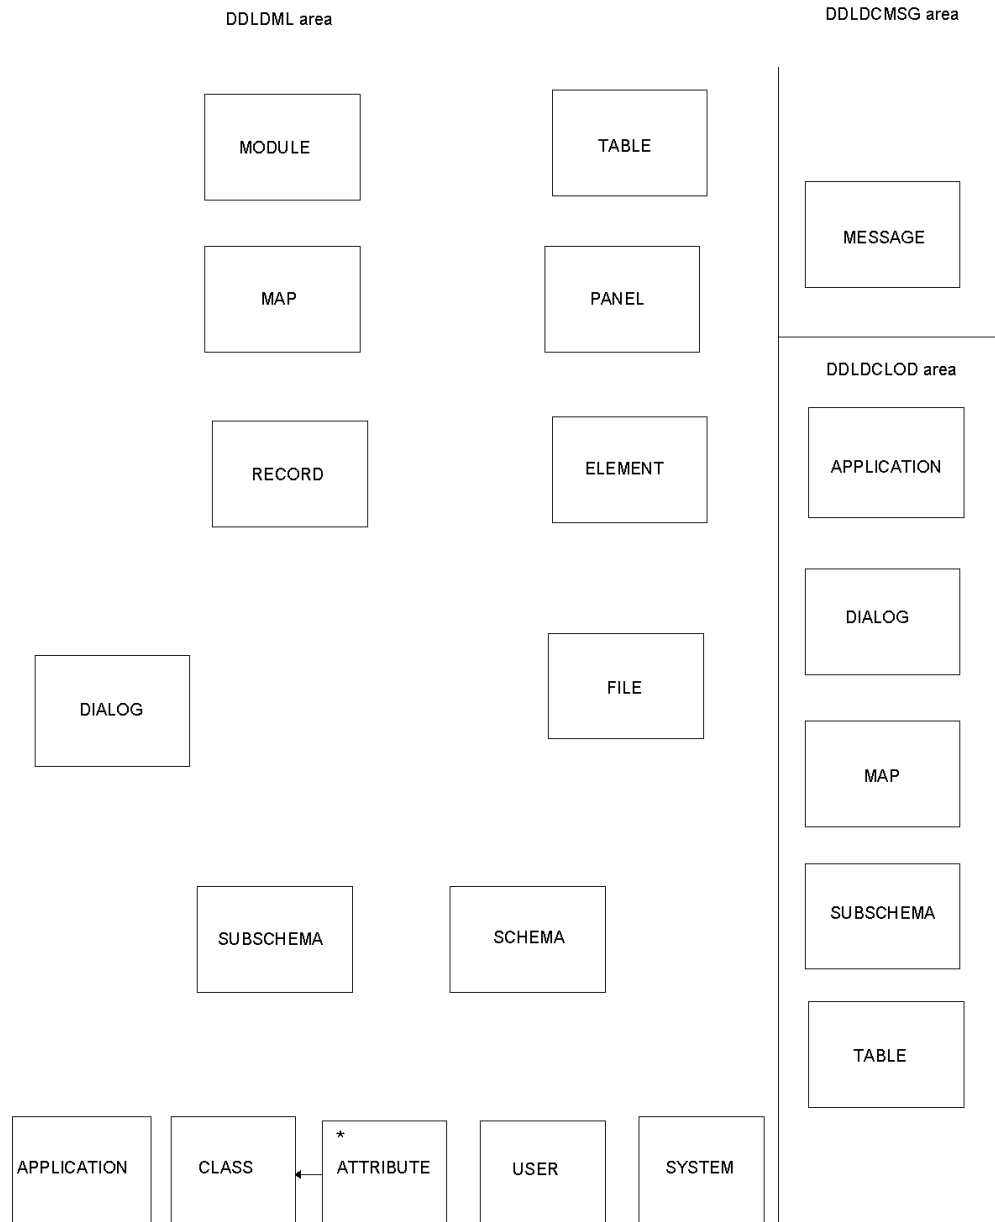 DDLDML area
DDLDCMSG area
MODULE
TABLE
MESSAGE
MAP
PANEL
DDLDCLOD area
RECORD
ELEMENT
APPLICATION
DIALOG
DIALOG
FILE
MAP
SUBSCHEMA
SCHEMA
SUBSCHEMA
TABLE
*
APPLICATION
CLASS
ATTRIBUTE
USER
SYSTEM